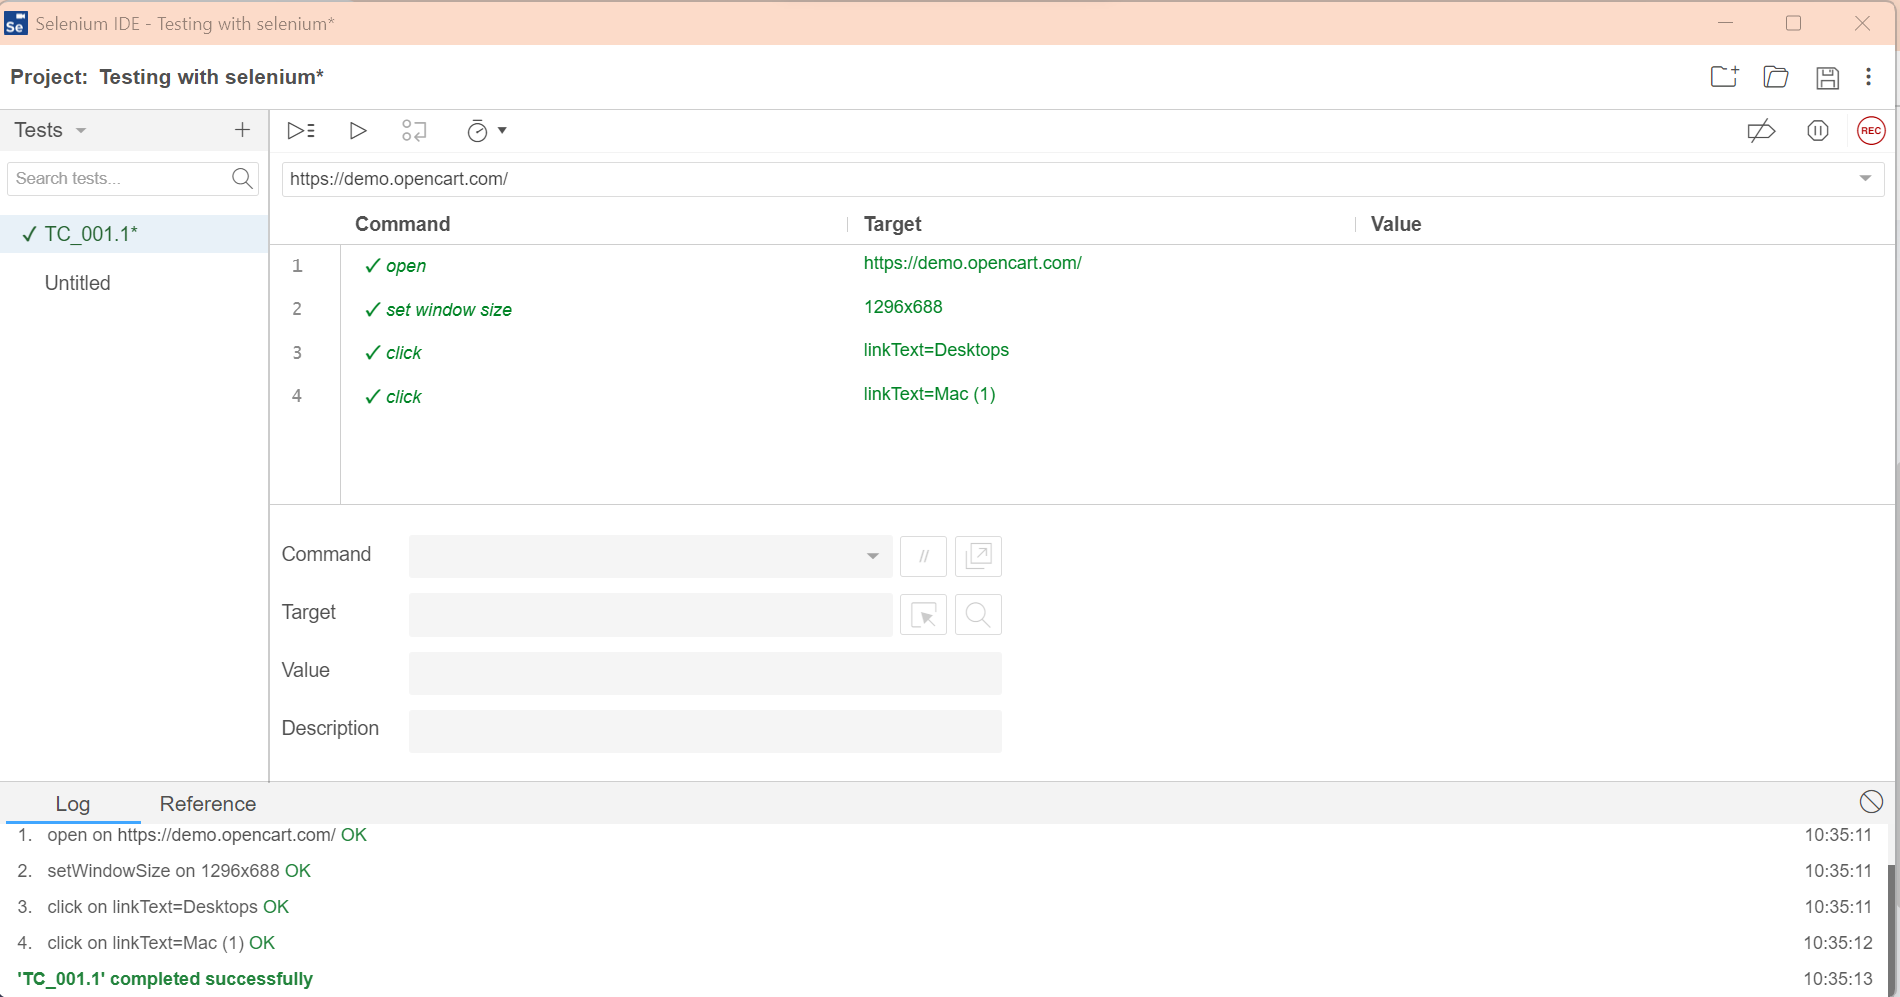 Se Selenium IDE - Testing with selenium*
Project: Testing with selenium*
Tests
Search tests...
REC
https://demo.opencart.com/
✓ TC_001.1*
Untitled
Command Target Value
1 ✓ open https://demo.opencart.com/
2 ✓ set window size 1296x688
3 ✓ click linkText=Desktops
4 ✓ click linkText=Mac (1)
Command //
Target
Value
Description
Log Reference
1. open on https://demo.opencart.com/ OK 10:35:11
2. setWindowSize on 1296x688 OK 10:35:11
3. click on linkText=Desktops OK 10:35:11
4. click on linkText=Mac (1) OK 10:35:12
'TC_001.1' completed successfully 10:35:13